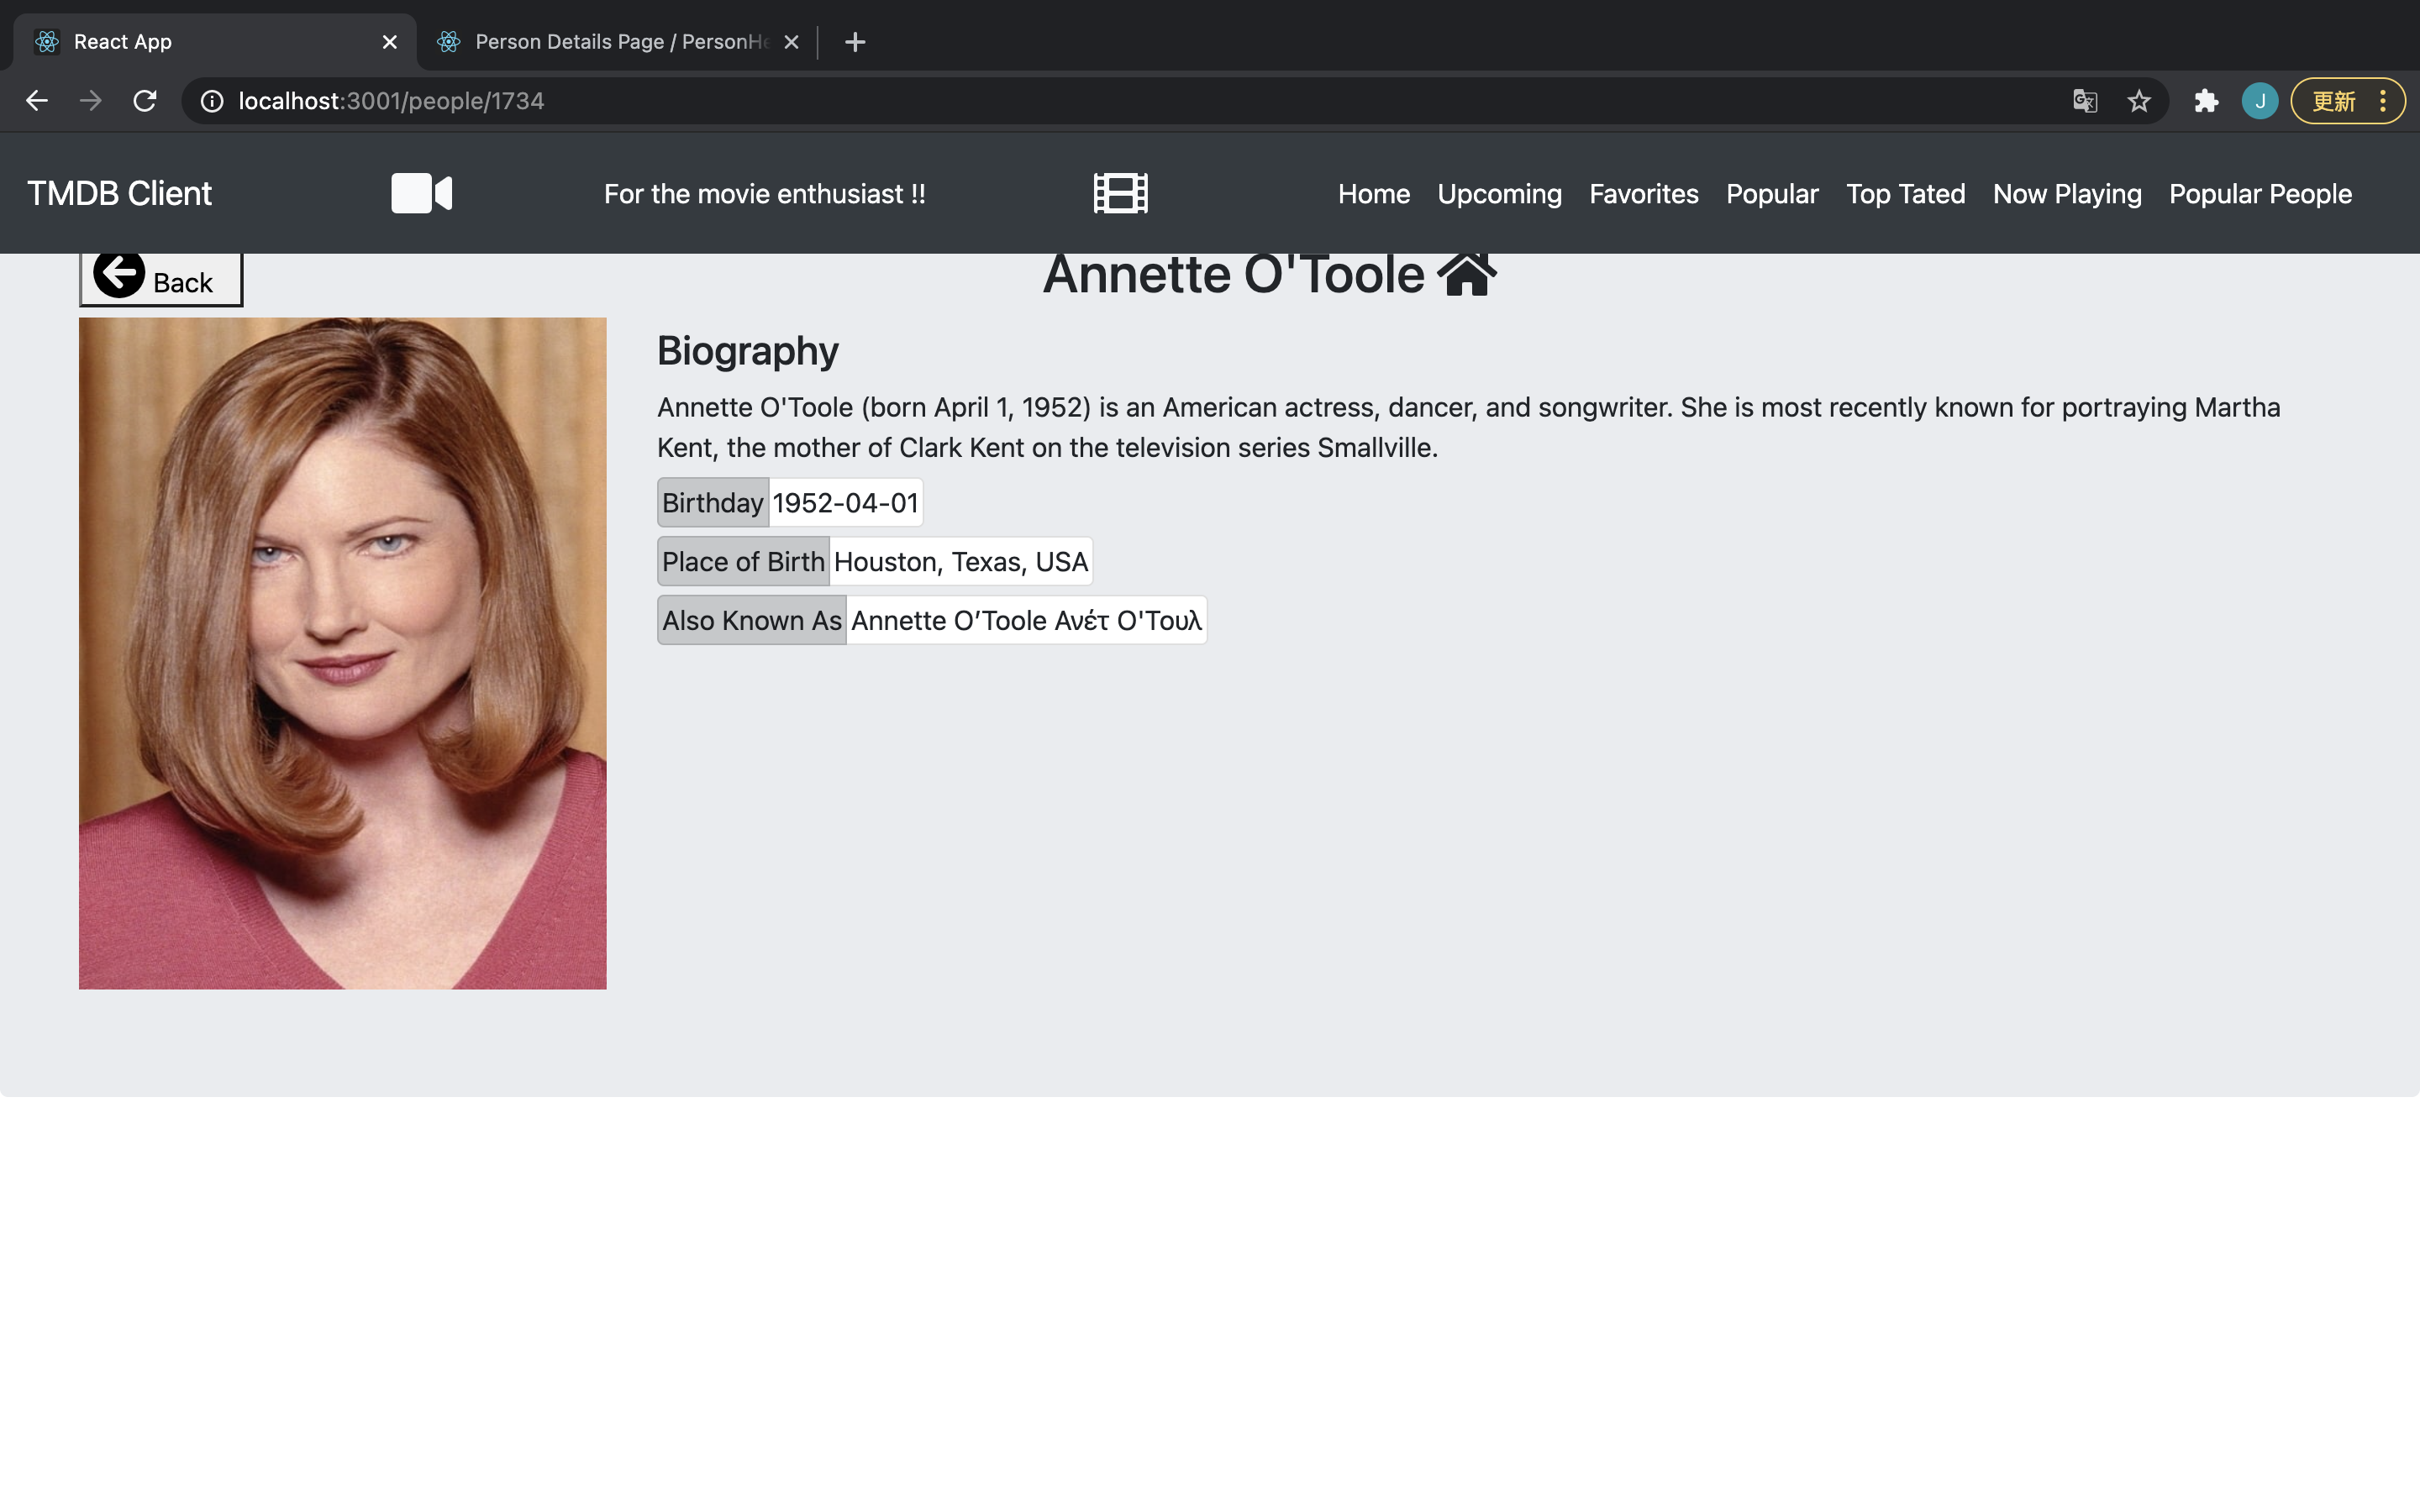 React App
Person Details Page / PersonHe
localhost:3001/people/1734
J
更新
TMDB Client
For the movie enthusiast !!
Home Upcoming Favorites Popular Top Tated Now Playing Popular People
Back
Annette O'Toole
Biography
Annette O'Toole (born April 1, 1952) is an American actress, dancer, and songwriter. She is most recently known for portraying Martha
Kent, the mother of Clark Kent on the television series Smallville.
Birthday 1952-04-01
Place of Birth Houston, Texas, USA
Also Known As Annette O’Toole Ανέτ Ο'Τουλ